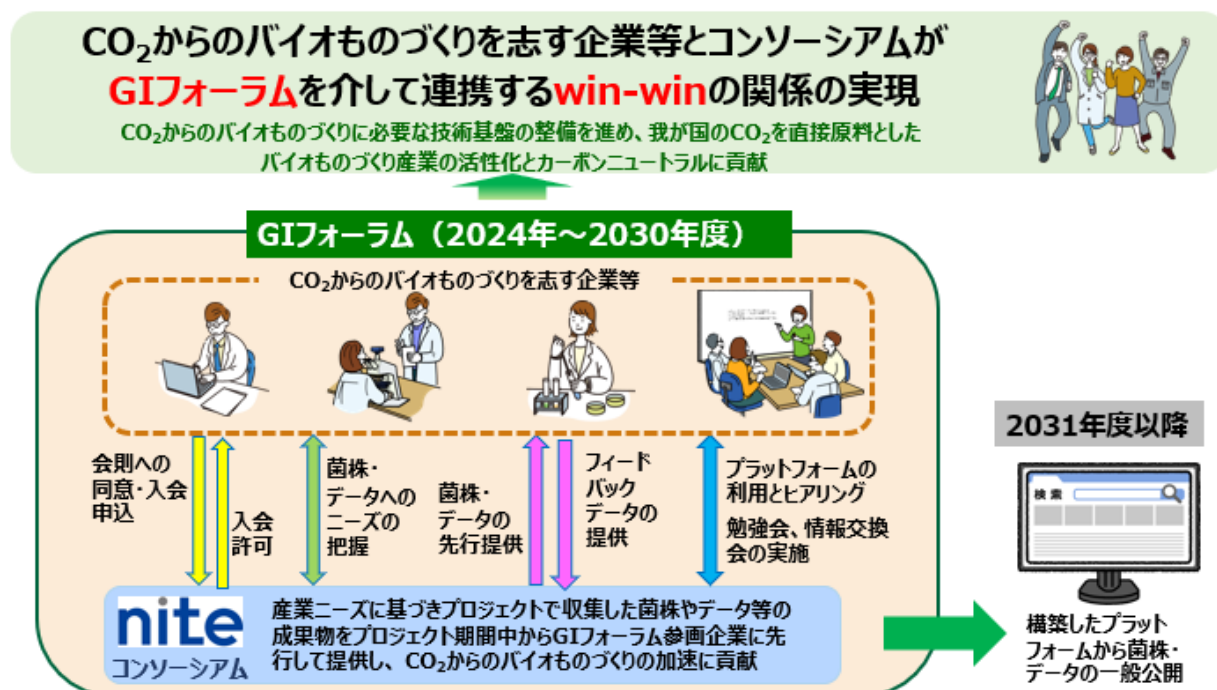 CO₂からのバイオものづくりを志す企業等とコンソーシアムが
GIフォーラムを介して連携するwin-winの関係の実現
CO₂からのバイオものづくりに必要な技術基盤の整備を進め、我が国のCO₂を直接原料とした
バイオものづくり産業の活性化とカーボンニュートラルに貢献
GIフォーラム（2024年～2030年度）
CO₂からのバイオものづくりを志す企業等
会則への
同意・入会
申込
入会
許可
菌株・
データへの
ニーズの
把握
菌株・
データの
先行提供
フィード
バック
データの
提供
プラットフォームの
利用とヒアリング
勉強会、情報交換
会の実施
nite
コンソーシアム
産業ニーズに基づきプロジェクトで収集した菌株やデータ等の
成果物をプロジェクト期間中からGIフォーラム参画企業に先
行して提供し、CO₂からのバイオものづくりの加速に貢献
2031年度以降
検索
構築したプラット
フォームから菌株・
データの一般公開